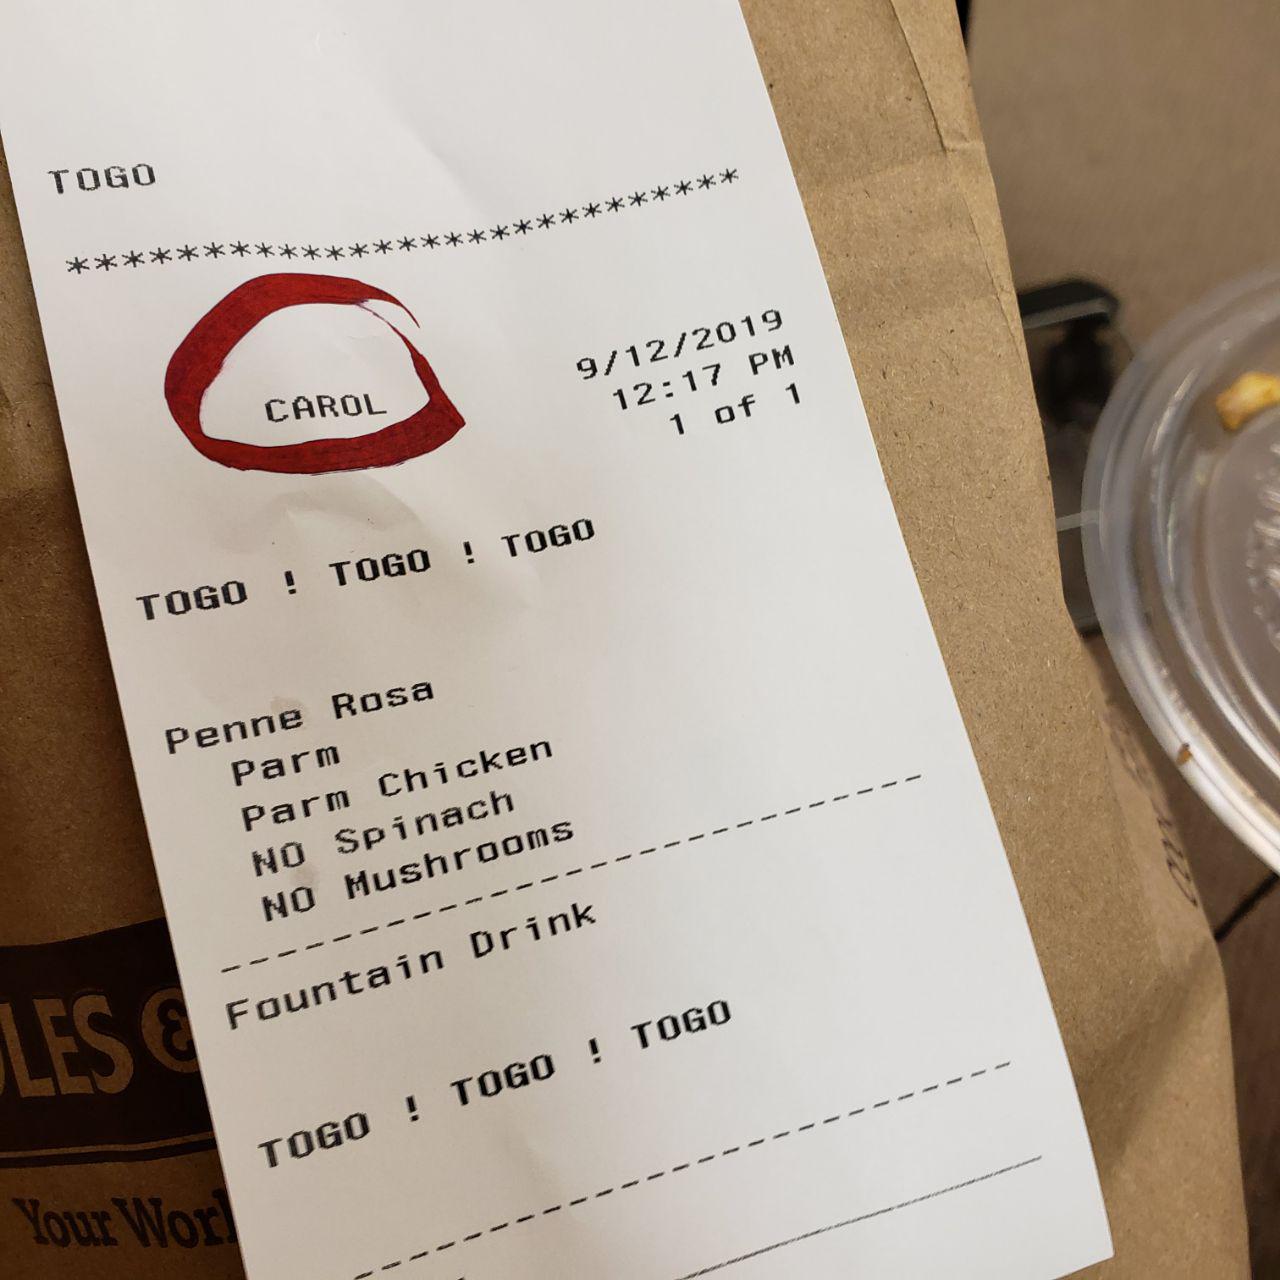 TOGO
**************************
CAROL
9/12/2019
12:17 PM
1 of 1
TOGO ! TOGO ! TOGO
Penne Rosa
Parm
Parm Chicken
NO Spinach
NO Mushrooms
--------------------------
Fountain Drink
TOGO ! TOGO ! TOGO
--------------------------
LES &
Your Worl